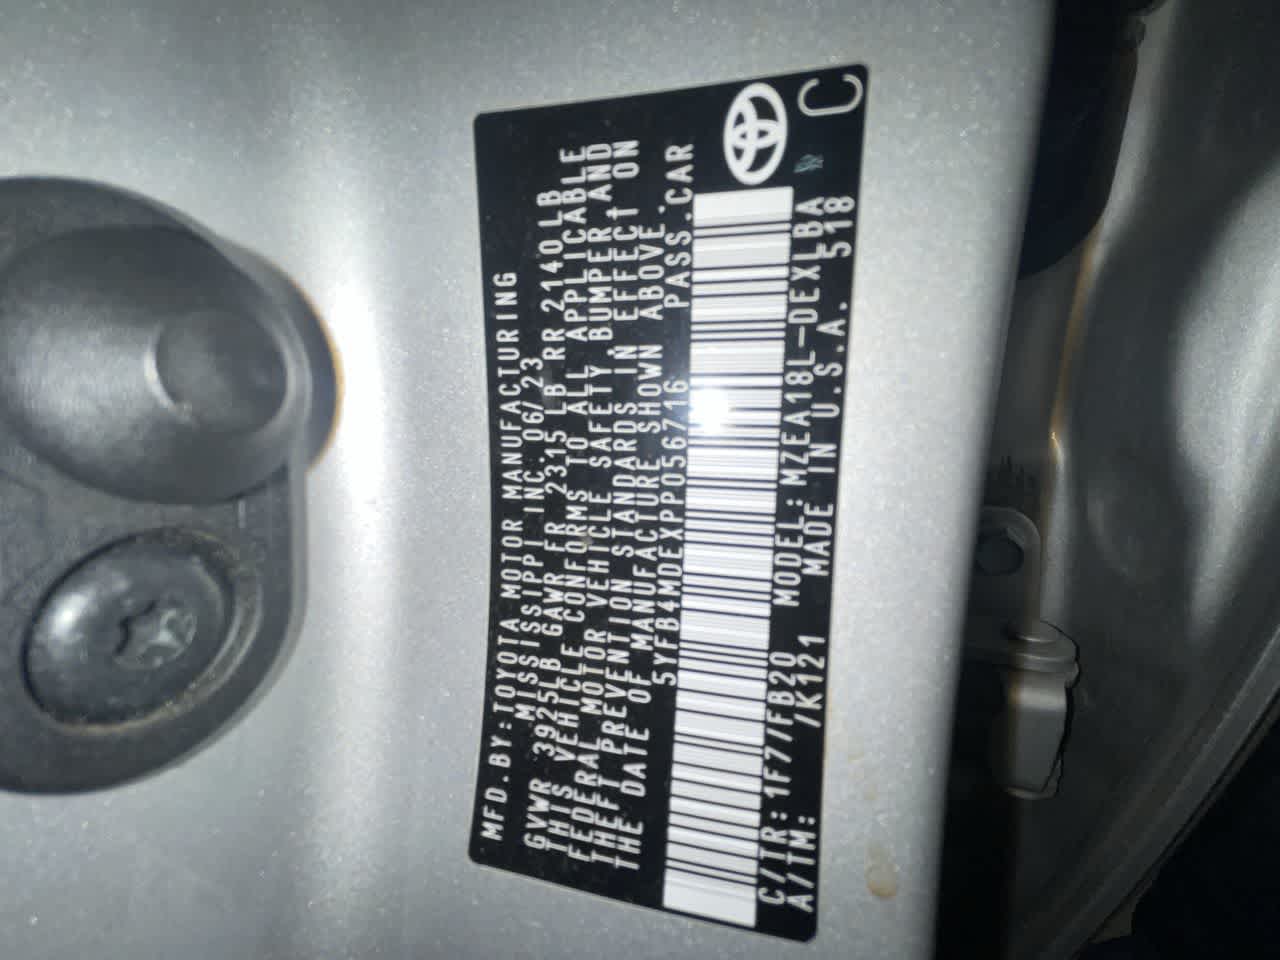 MFD.BY:TOYOTA MOTOR MANUFACTURING
MISSISSIPPI INC. 06/23
GVWR 3925LB GAWR FR 2315 LB RR 2140LB
THIS VEHICLE CONFORMS TO ALL APPLICABLE
FEDERAL MOTOR VEHICLE SAFETY, BUMPER, AND
THEFT PREVENTION STANDARDS IN EFFECT ON
THE DATE OF MANUFACTURE SHOWN ABOVE.
5YFB4MDEXPP056716 PASS.CAR
C/TR: 1F7/FB20 MODEL: MZEA18L-DEXLBA
A/TM: /K121 MADE IN U.S.A. 518
C